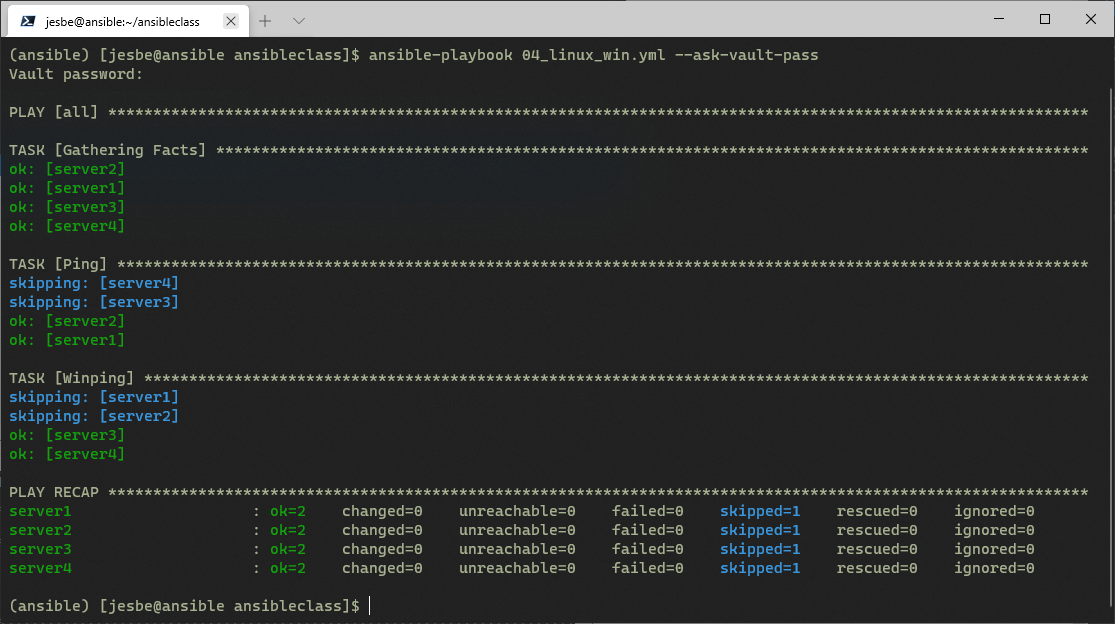 jesbe@ansible:~/ansibleclass
(ansible) [jesbe@ansible ansibleclass]$ ansible-playbook 04_linux_win.yml --ask-vault-pass
Vault password:
PLAY [all] *************************************************************************************************************
TASK [Gathering Facts] *************************************************************************************************
ok: [server2]
ok: [server1]
ok: [server3]
ok: [server4]
TASK [Ping] ************************************************************************************************************
skipping: [server4]
skipping: [server3]
ok: [server2]
ok: [server1]
TASK [Winping] *********************************************************************************************************
skipping: [server1]
skipping: [server2]
ok: [server3]
ok: [server4]
PLAY RECAP *************************************************************************************************************
server1                    : ok=2    changed=0    unreachable=0    failed=0    skipped=1    rescued=0    ignored=0
server2                    : ok=2    changed=0    unreachable=0    failed=0    skipped=1    rescued=0    ignored=0
server3                    : ok=2    changed=0    unreachable=0    failed=0    skipped=1    rescued=0    ignored=0
server4                    : ok=2    changed=0    unreachable=0    failed=0    skipped=1    rescued=0    ignored=0
(ansible) [jesbe@ansible ansibleclass]$